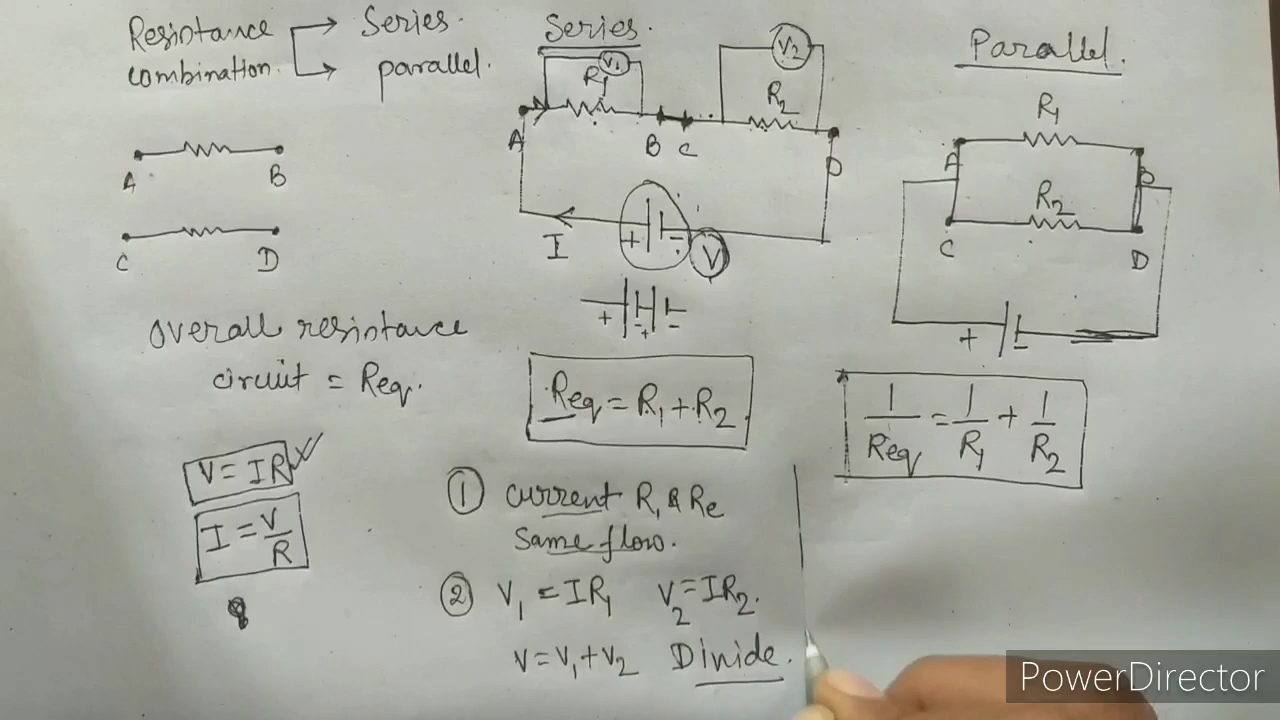 Resistance
combination.
Series.
parallel.
A B
C D
Overall resistance
circuit = Req.
V = IR
I = V/R
Series.
V1
R1
V2
R2
A B C D
I
+ -
V
+ - + -
Req = R1 + R2
① current R1 & Re
same flow.
② V1 = IR1 V2 = IR2.
V = V1 + V2 Divide.
Parallel.
R1
A B
R2
C D
+ -
1/Req = 1/R1 + 1/R2
PowerDirector